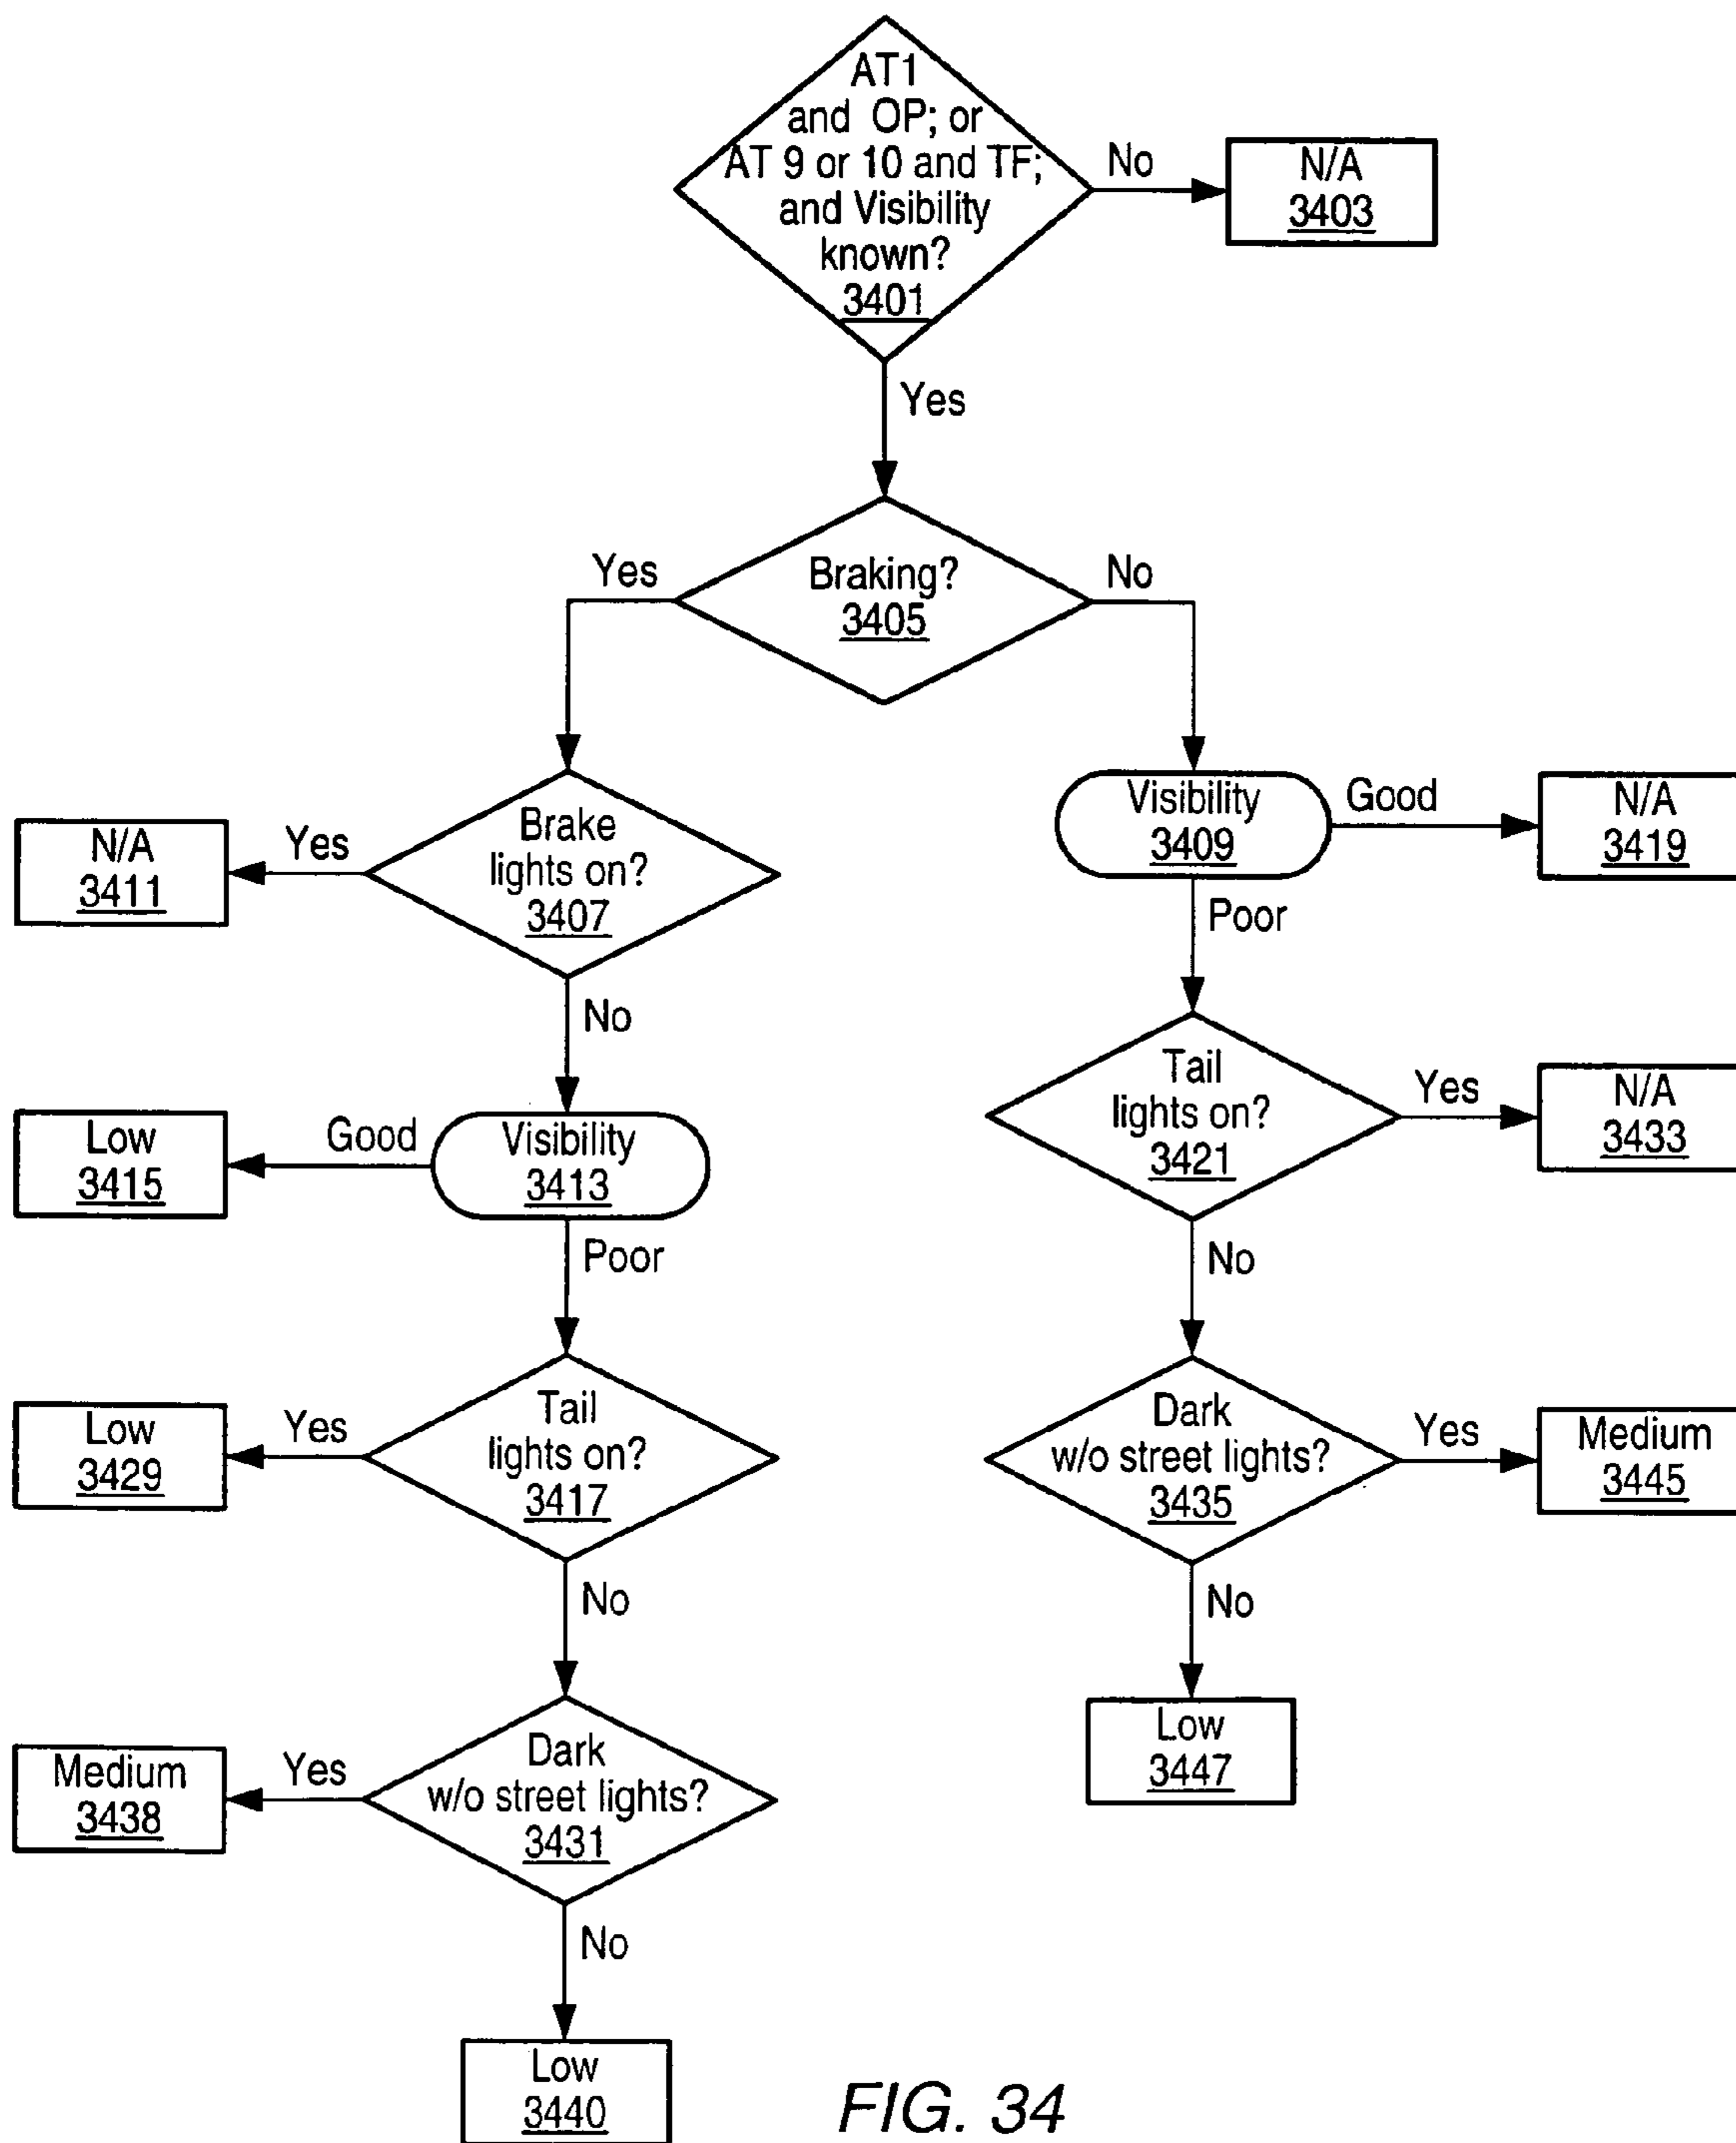 AT1
and OP; or
AT 9 or 10 and TF;
and Visibility
known?
3401
No
N/A
3403
Yes
Braking?
3405
Yes
No
Brake
lights on?
3407
Yes
N/A
3411
Visibility
3409
Good
N/A
3419
Poor
No
Tail
lights on?
3421
Yes
N/A
3433
Visibility
3413
Good
Low
3415
Poor
No
Tail
lights on?
3417
Yes
Low
3429
Dark
w/o street lights?
3435
Yes
Medium
3445
No
No
Dark
w/o street lights?
3431
Yes
Medium
3438
Low
3447
No
Low
3440
FIG. 34